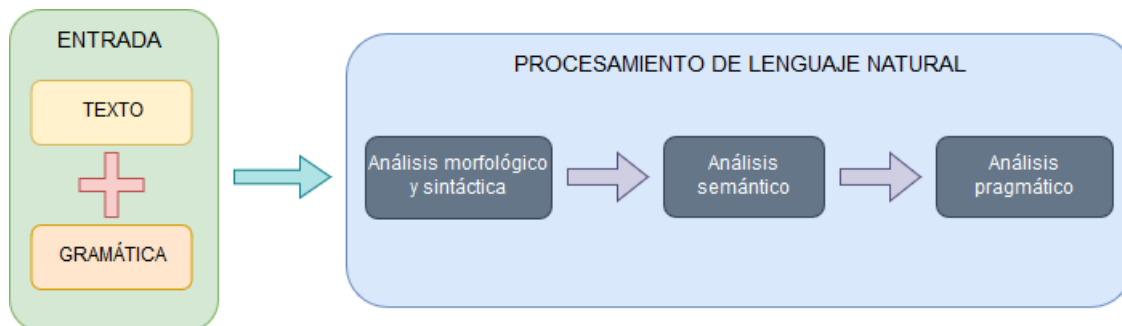 ENTRADA
TEXTO
GRAMÁTICA
PROCESAMIENTO DE LENGUAJE NATURAL
Análisis morfológico
y sintáctica
Análisis
semántico
Análisis
pragmático